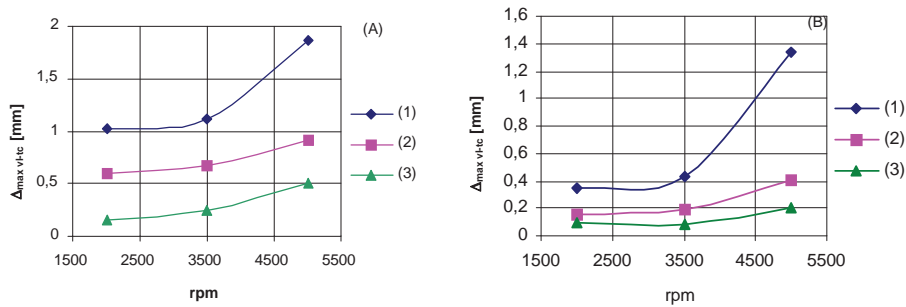 (A)
2
1,5
1
0,5
0
1500 2500 3500 4500 5500
rpm
Δmax vl-tc [mm]
(1)
(2)
(3)
(B)
1,6
1,4
1,2
1
0,8
0,6
0,4
0,2
0
1500 2500 3500 4500 5500
rpm
Δmax vl-tc [mm]
(1)
(2)
(3)